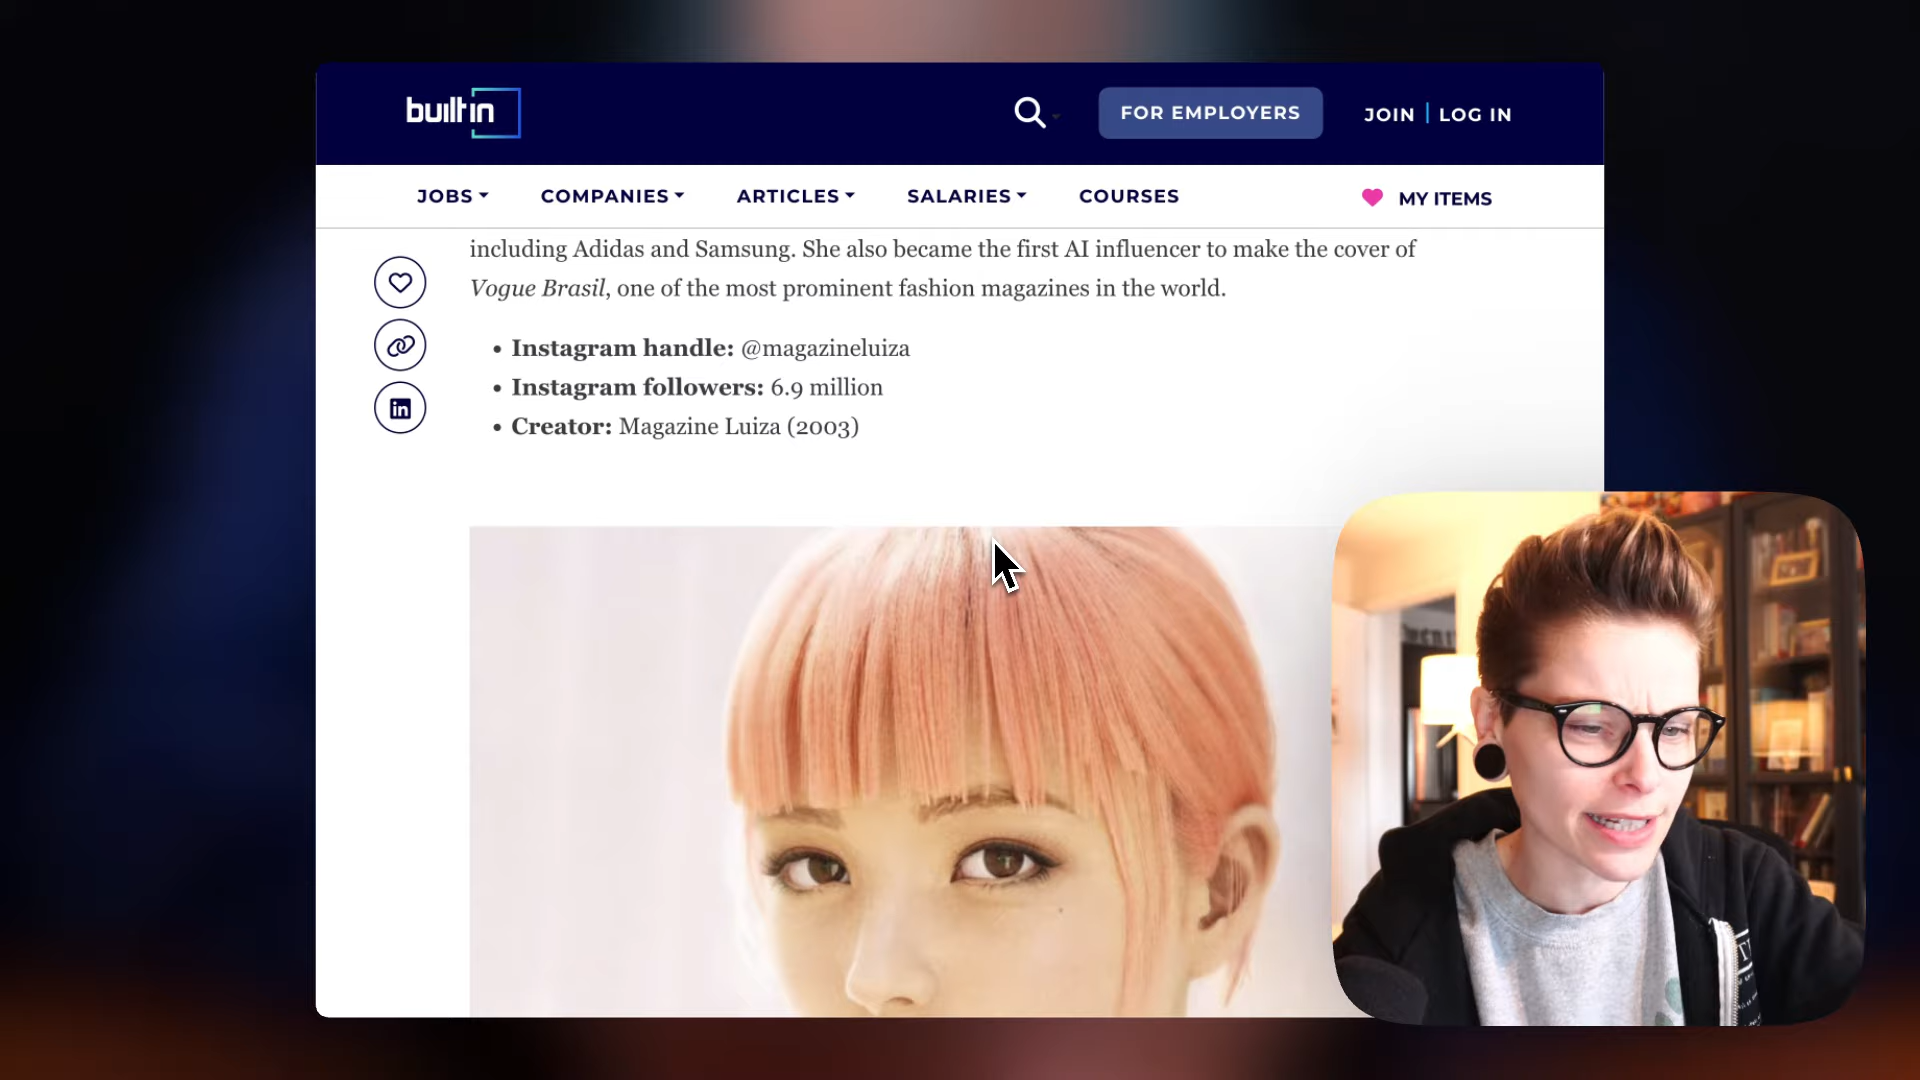 builtin
FOR EMPLOYERS
JOIN | LOG IN
JOBS COMPANIES ARTICLES SALARIES COURSES MY ITEMS
including Adidas and Samsung. She also became the first AI influencer to make the cover of
Vogue Brasil, one of the most prominent fashion magazines in the world.
• Instagram handle: @magazineluiza
• Instagram followers: 6.9 million
• Creator: Magazine Luiza (2003)
in